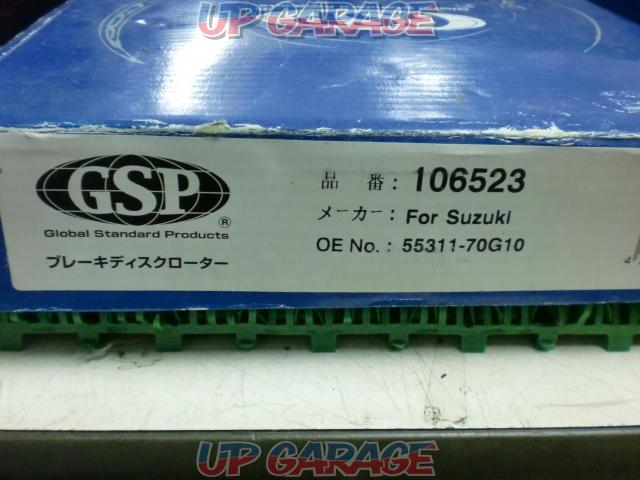 UP GARAGE
GSP
®
Global Standard Products
ブレーキディスクローター
品 番 : 106523
メーカー : For Suzuki
OE No. : 55311-70G10
4
UP GARAGE